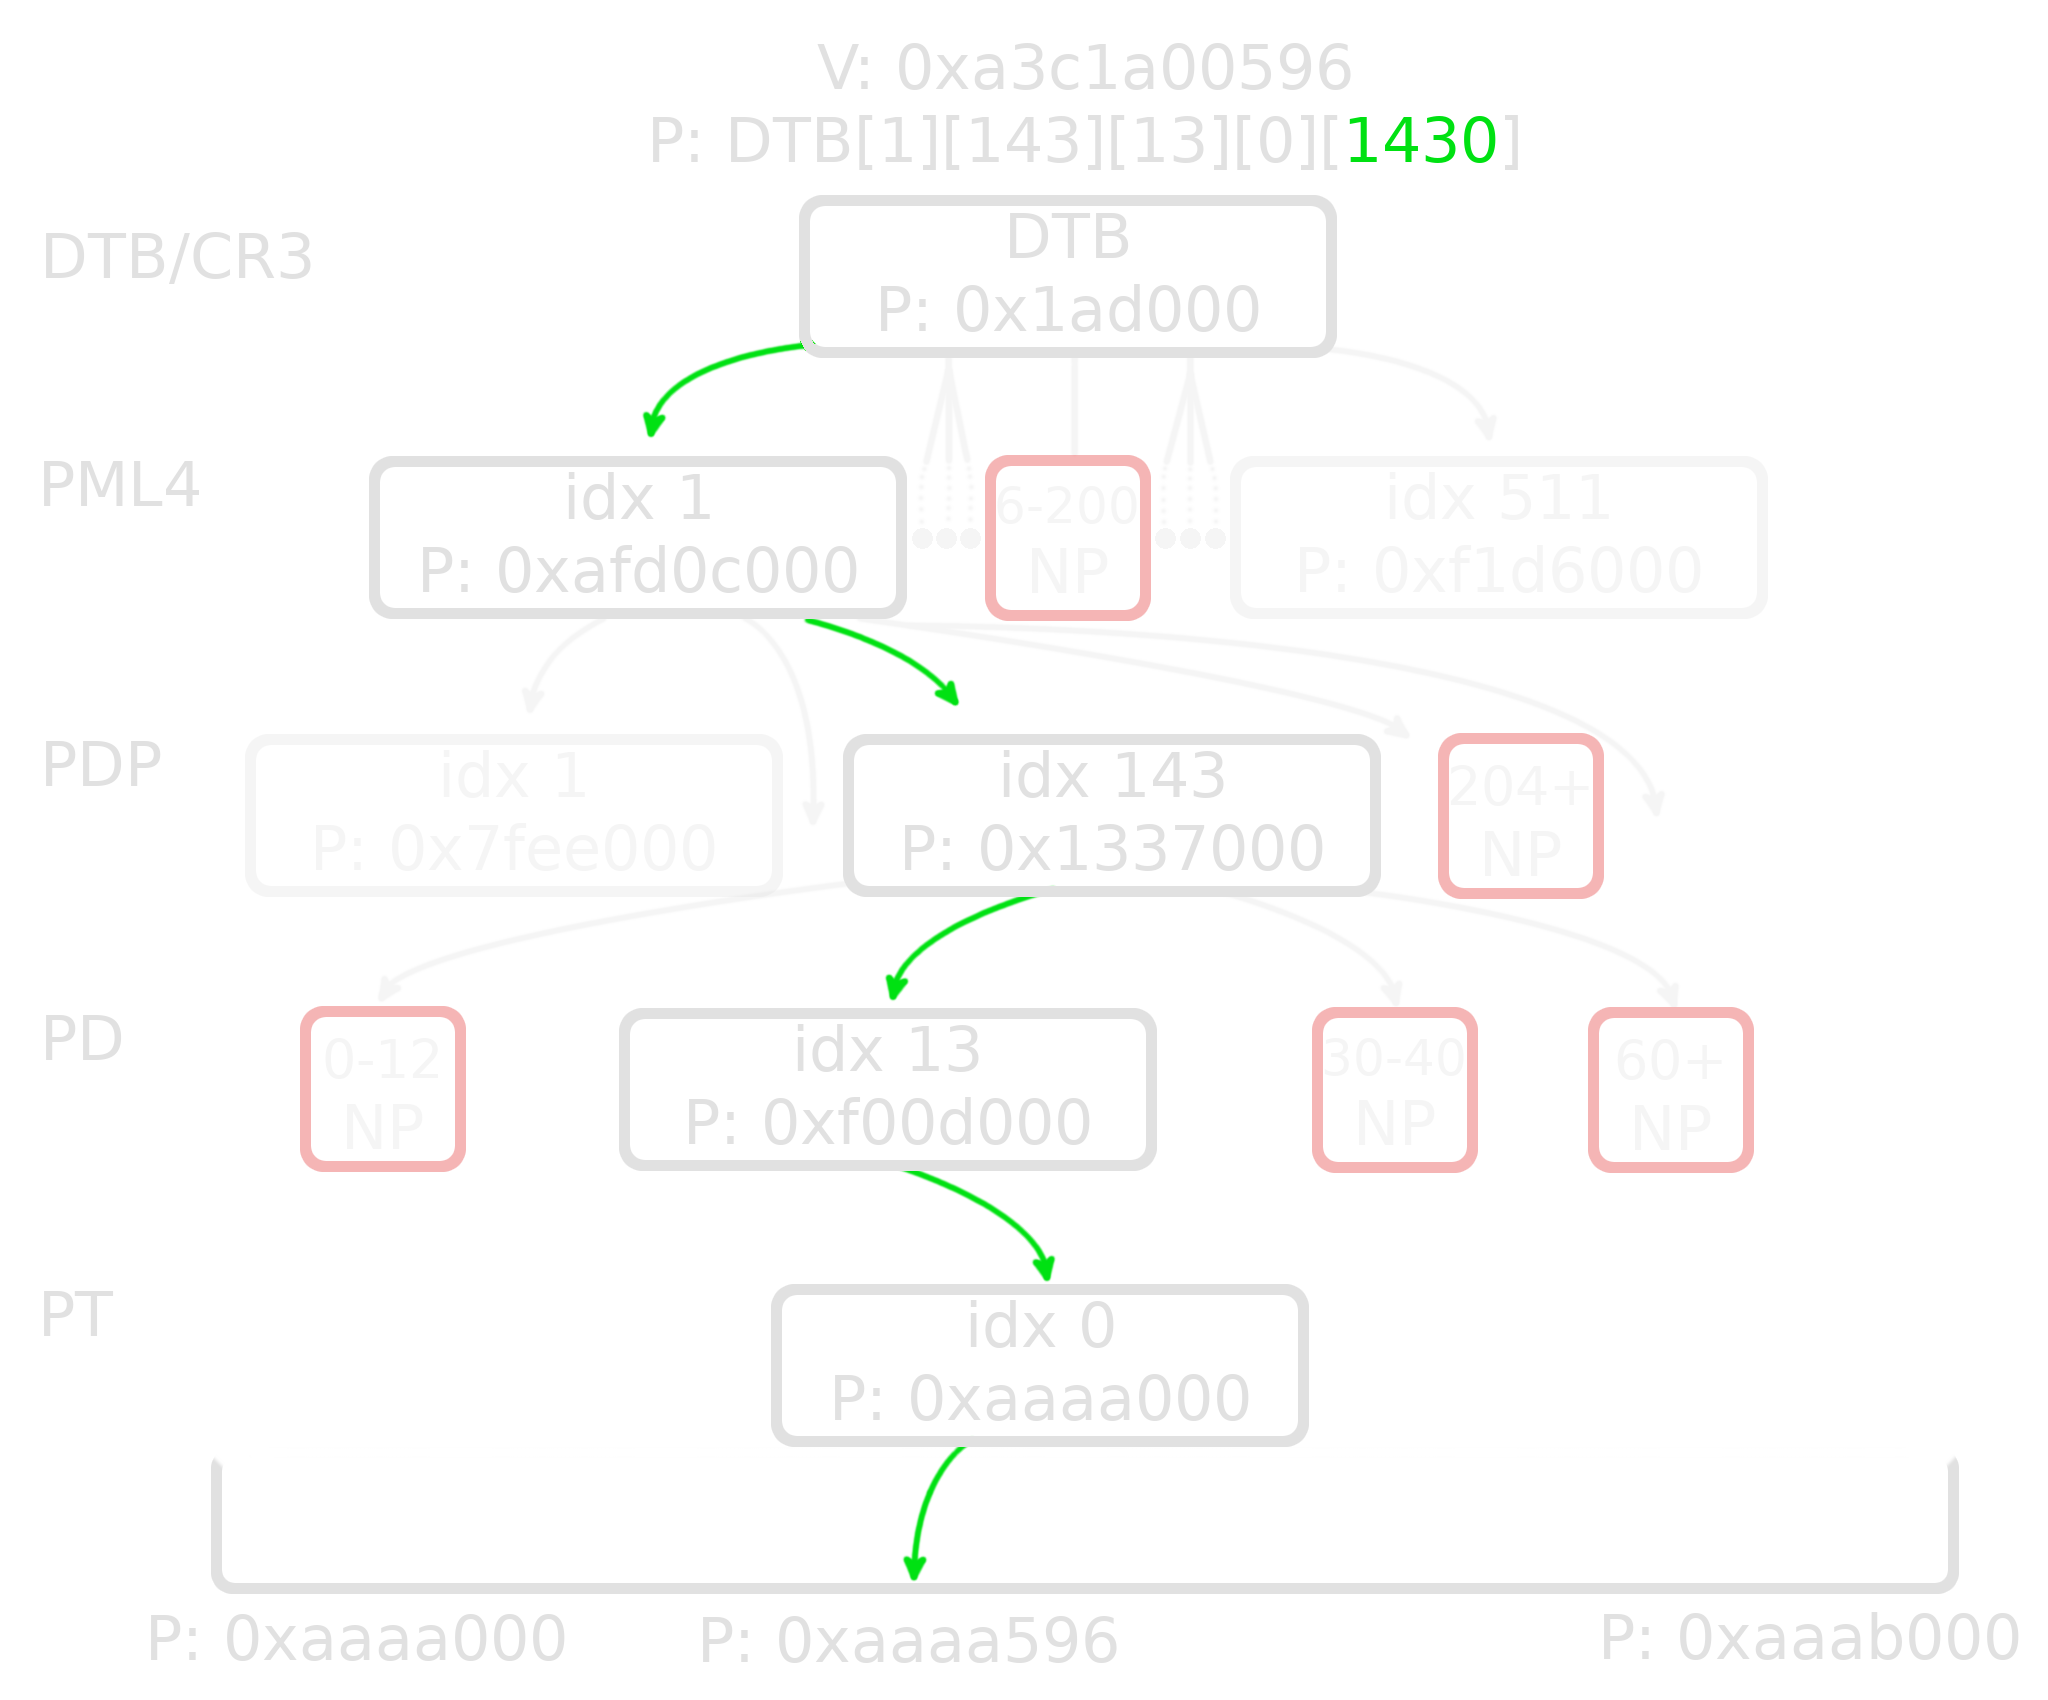 V: 0xa3c1a00596
P: DTB[1][143][13][0][1430]
DTB/CR3
DTB
P: 0x1ad000
PML4
idx 1
P: 0xafd0c000
6-200
NP
idx 511
P: 0xf1d6000
PDP
idx 1
P: 0x7fee000
idx 143
P: 0x1337000
204+
NP
PD
0-12
NP
idx 13
P: 0xf00d000
30-40
NP
60+
NP
PT
idx 0
P: 0xaaaa000
P: 0xaaaa000
P: 0xaaaa596
P: 0xaaab000